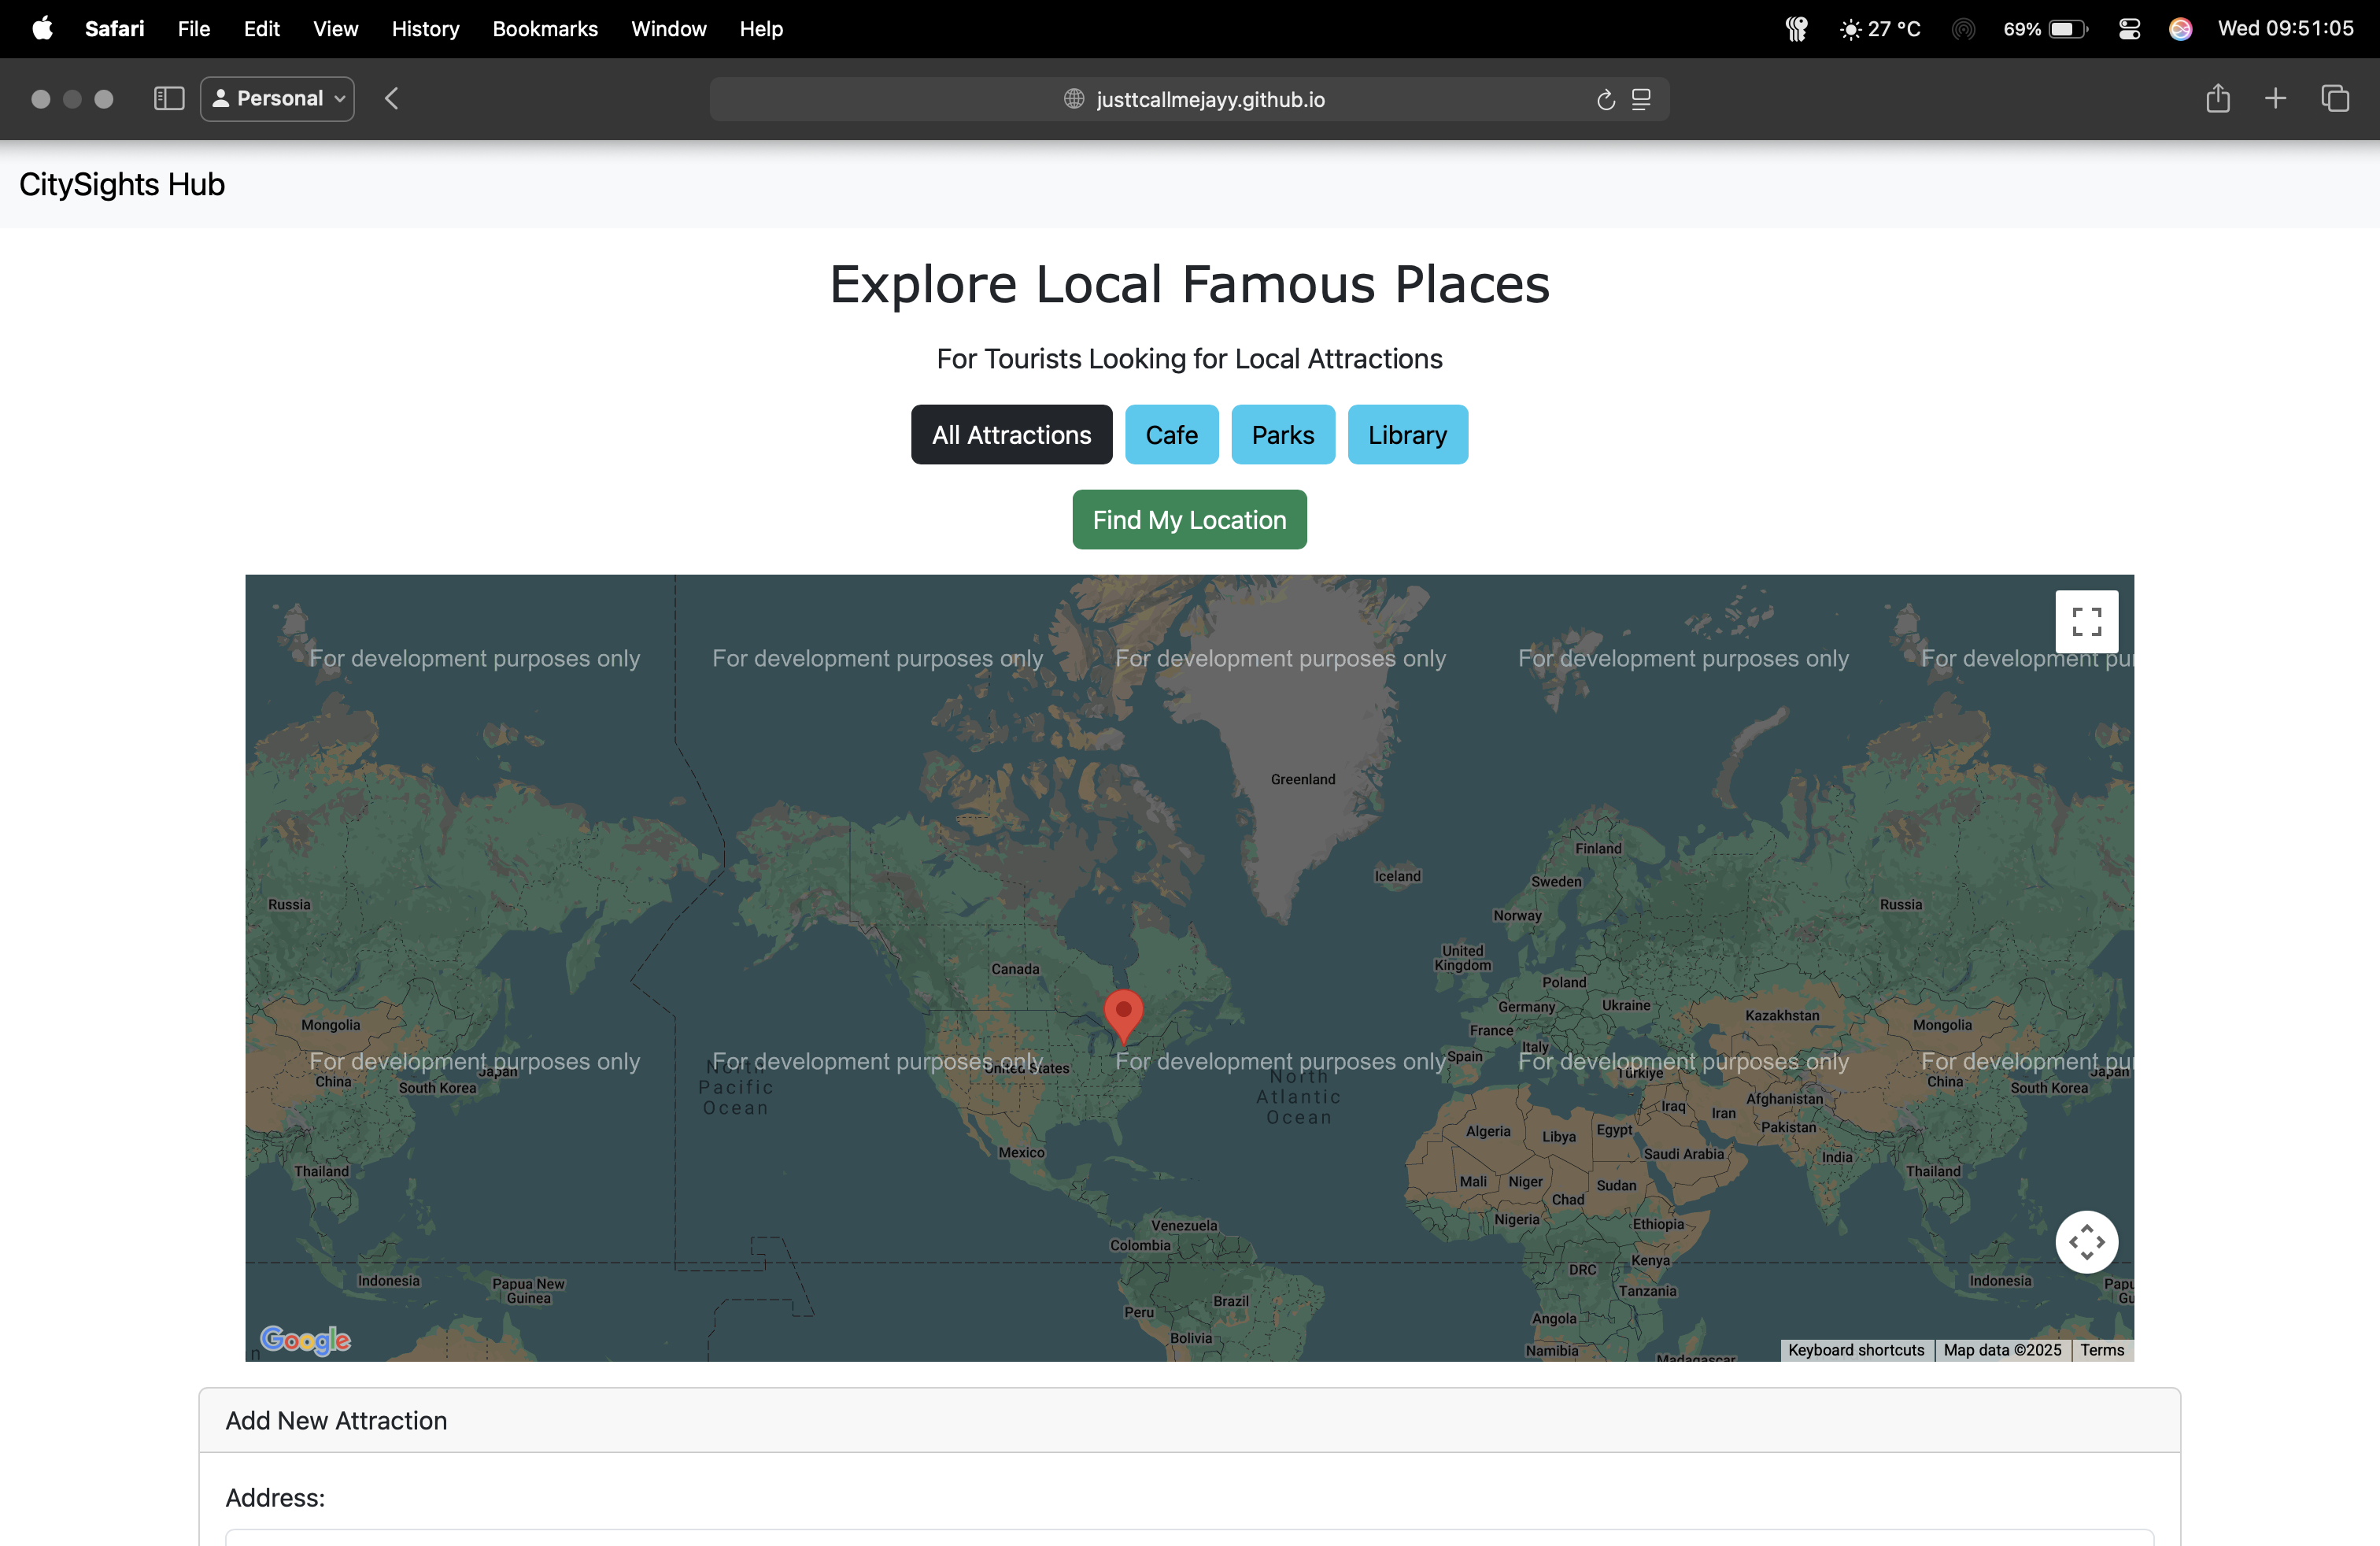 Safari File Edit View History Bookmarks Window Help 27 °C 69% Wed 09:51:05
Personal justtcallmejayy.github.io
CitySights Hub
Explore Local Famous Places
For Tourists Looking for Local Attractions
All Attractions Cafe Parks Library
Find My Location
For development purposes only For development purposes only For development purposes only For development purposes only For development pur
Greenland
Finland
Iceland
Sweden
Russia
Russia
Norway
United
Kingdom
Canada
Poland
Germany
Ukraine
Kazakhstan
Mongolia
Mongolia
France
Italy
Spain
For development purposes only For development purposes only For development purposes only For development purposes only For development pur
United States
Japan
Japan
Türkiye
China
China
South Korea
South Korea
North
Pacific
Ocean
North
Atlantic
Ocean
Afghanistan
Iraq
Iran
Pakistan
Algeria
Libya
Egypt
Saudi Arabia
India
Mexico
Thailand
Thailand
Mali
Niger
Chad
Sudan
Nigeria
Ethiopia
Venezuela
Colombia
Kenya
DRC
Indonesia
Indonesia
Papua New
Guinea
Papu
Gu
Tanzania
Brazil
Peru
Angola
Bolivia
Namibia
Madagascar
n
Google
Keyboard shortcuts Map data ©2025 Terms
Add New Attraction
Address: